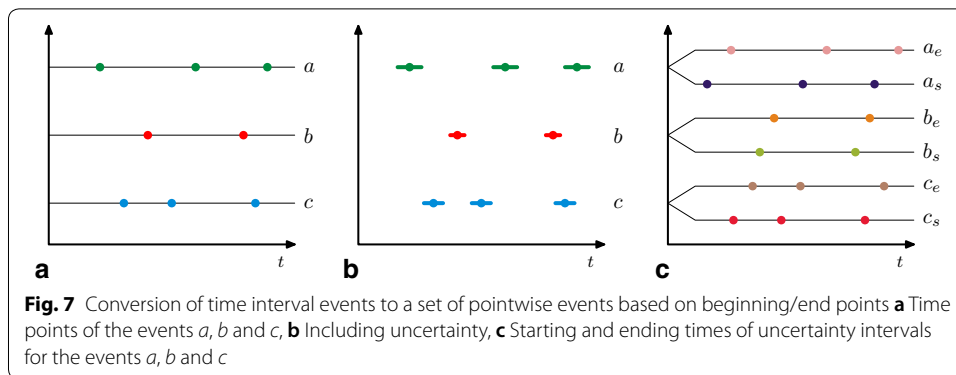 a
b
c
t
a
a
b
c
t
b
a_e
a_s
b_e
b_s
c_e
c_s
t
c
Fig. 7 Conversion of time interval events to a set of pointwise events based on beginning/end points a Time
points of the events a, b and c, b Including uncertainty, c Starting and ending times of uncertainty intervals
for the events a, b and c